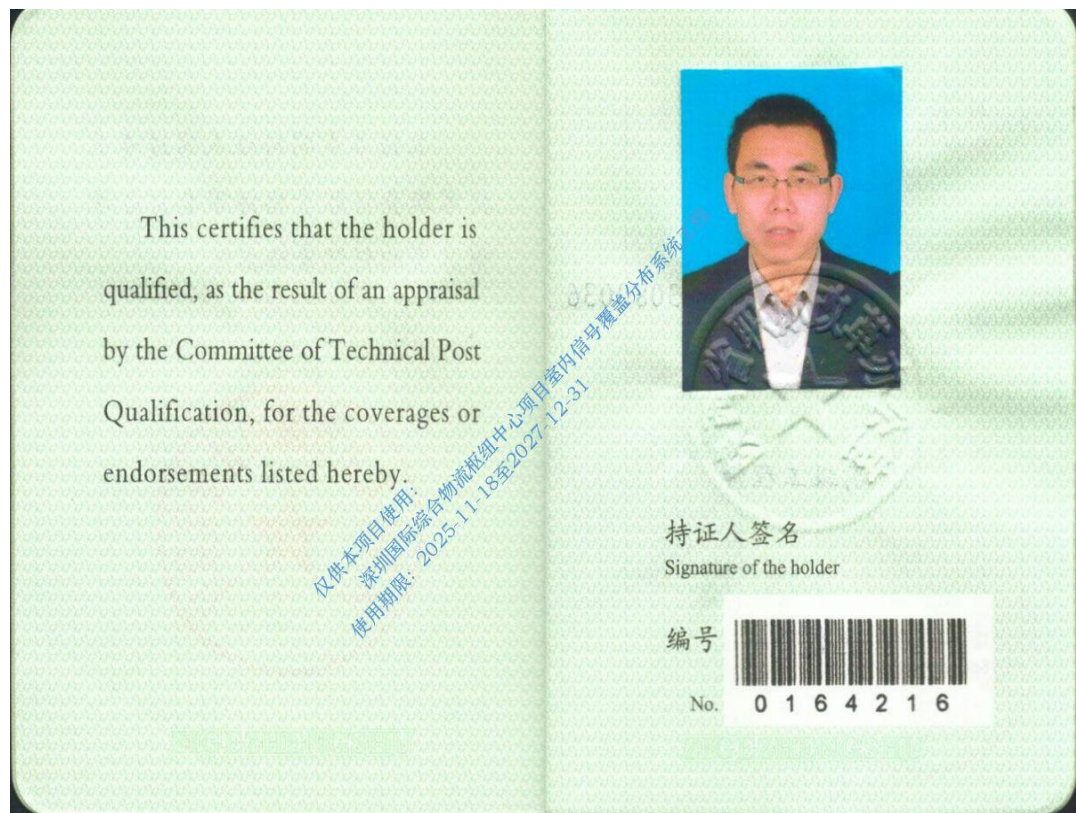 This certifies that the holder is
qualified, as the result of an appraisal
by the Committee of Technical Post
Qualification, for the coverages or
endorsements listed hereby.
仅供本项目使用:
深圳国际综合物流枢纽中心项目室内信号覆盖分布系统工程
使用期限: 2025-11-18至2027-12-31
持证人签名
Signature of the holder
编号
No. 0164216
ZIGEZHENGSHU
ZIGEZHENGSHU